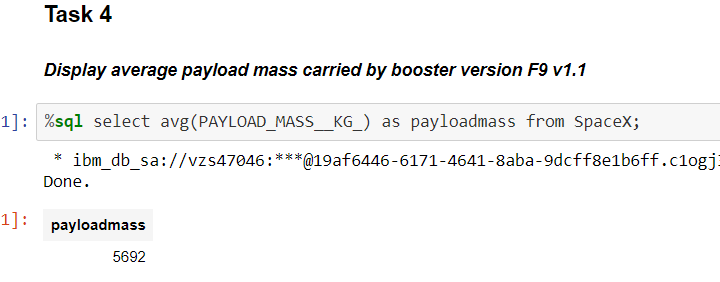 Task 4
Display average payload mass carried by booster version F9 v1.1
1]: %sql select avg(PAYLOAD_MASS__KG_) as payloadmass from SpaceX;
* ibm_db_sa://vzs47046:***@19af6446-6171-4641-8aba-9dcff8e1b6ff.c1ogj
Done.
1]: payloadmass
5692